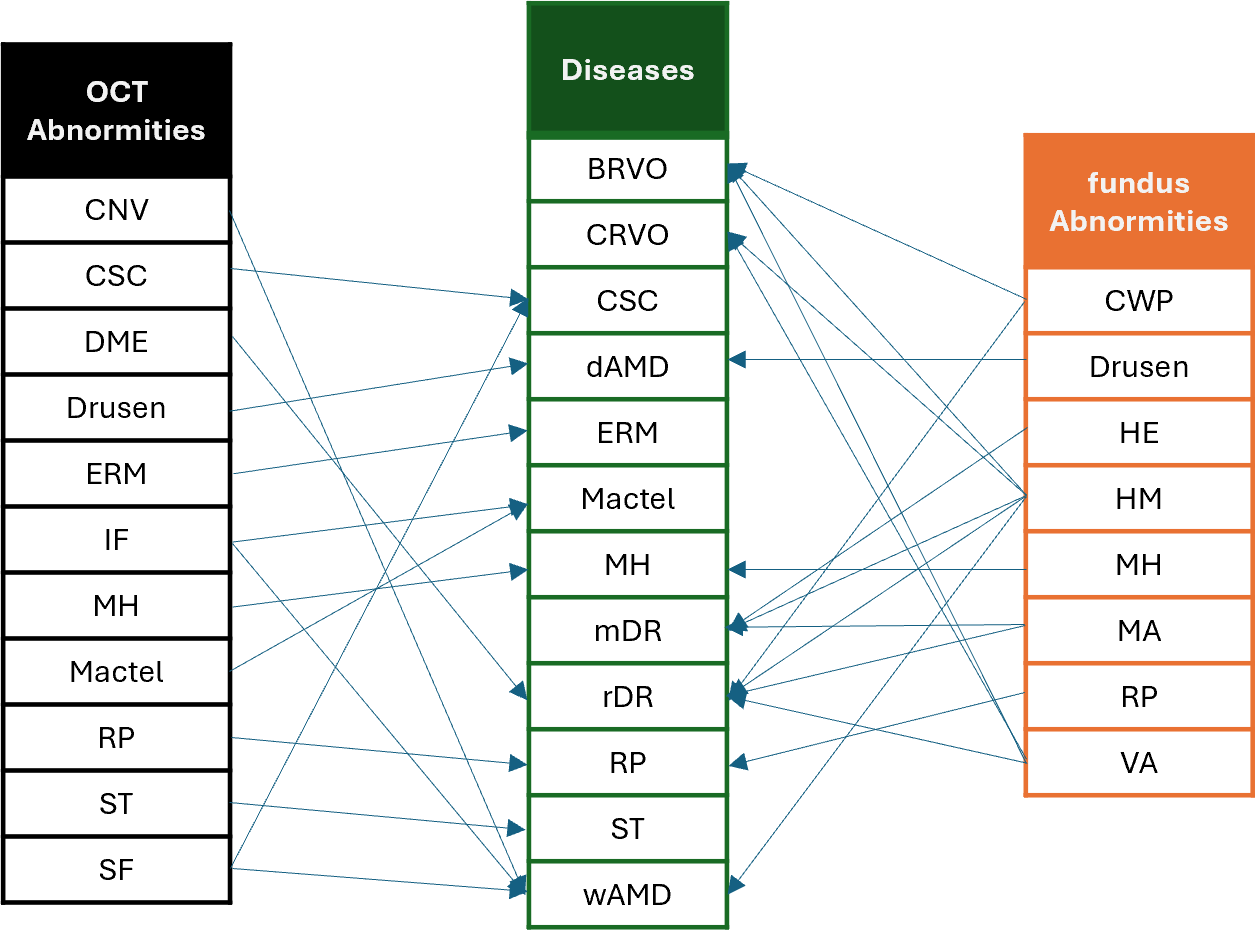 OCT
Abnormities
CNV
CSC
DME
Drusen
ERM
IF
MH
Mactel
RP
ST
SF
Diseases
BRVO
CRVO
CSC
dAMD
ERM
Mactel
MH
mDR
rDR
RP
ST
wAMD
fundus
Abnormities
CWP
Drusen
HE
HM
MH
MA
RP
VA